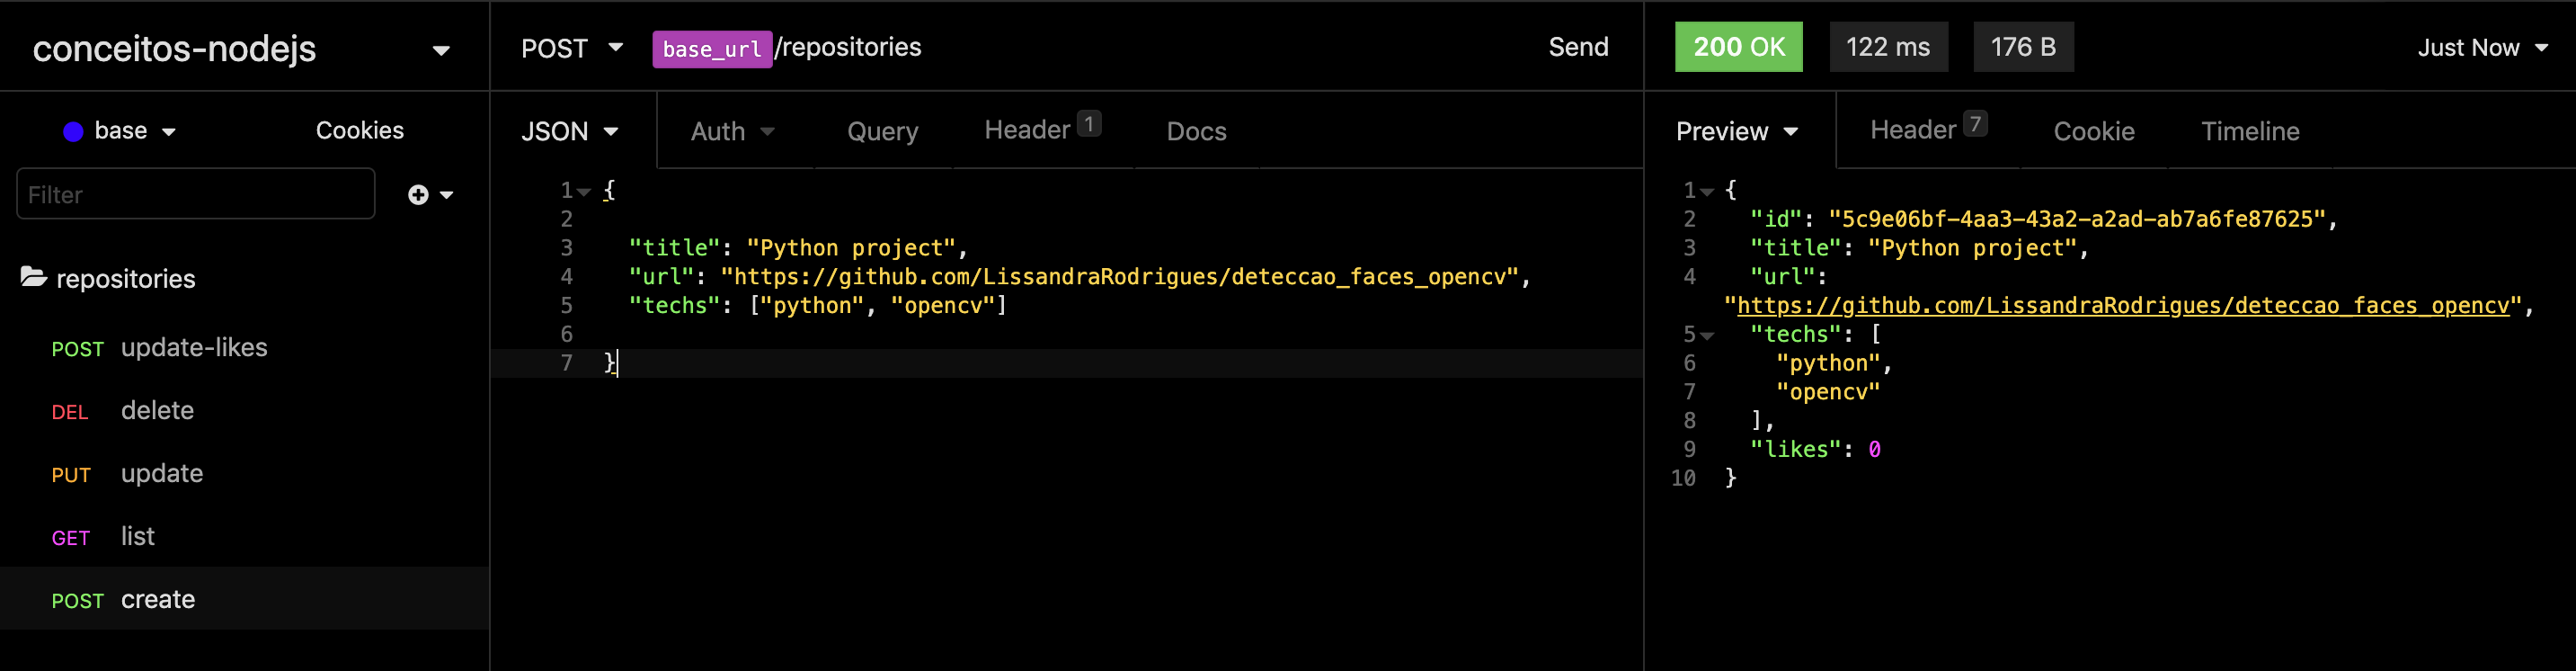 conceitos-nodejs
base
Cookies
Filter
repositories
POST update-likes
DEL delete
PUT update
GET list
POST create
POST base_url/repositories Send
JSON Auth Query Header 1 Docs
1 {
2
3 "title": "Python project",
4 "url": "https://github.com/LissandraRodrigues/deteccao_faces_opencv",
5 "techs": ["python", "opencv"]
6
7 }
200 OK 122 ms 176 B Just Now
Preview Header 7 Cookie Timeline
1 {
2 "id": "5c9e06bf-4aa3-43a2-a2ad-ab7a6fe87625",
3 "title": "Python project",
4 "url":
"https://github.com/LissandraRodrigues/deteccao_faces_opencv",
5 "techs": [
6 "python",
7 "opencv"
8 ],
9 "likes": 0
10 }